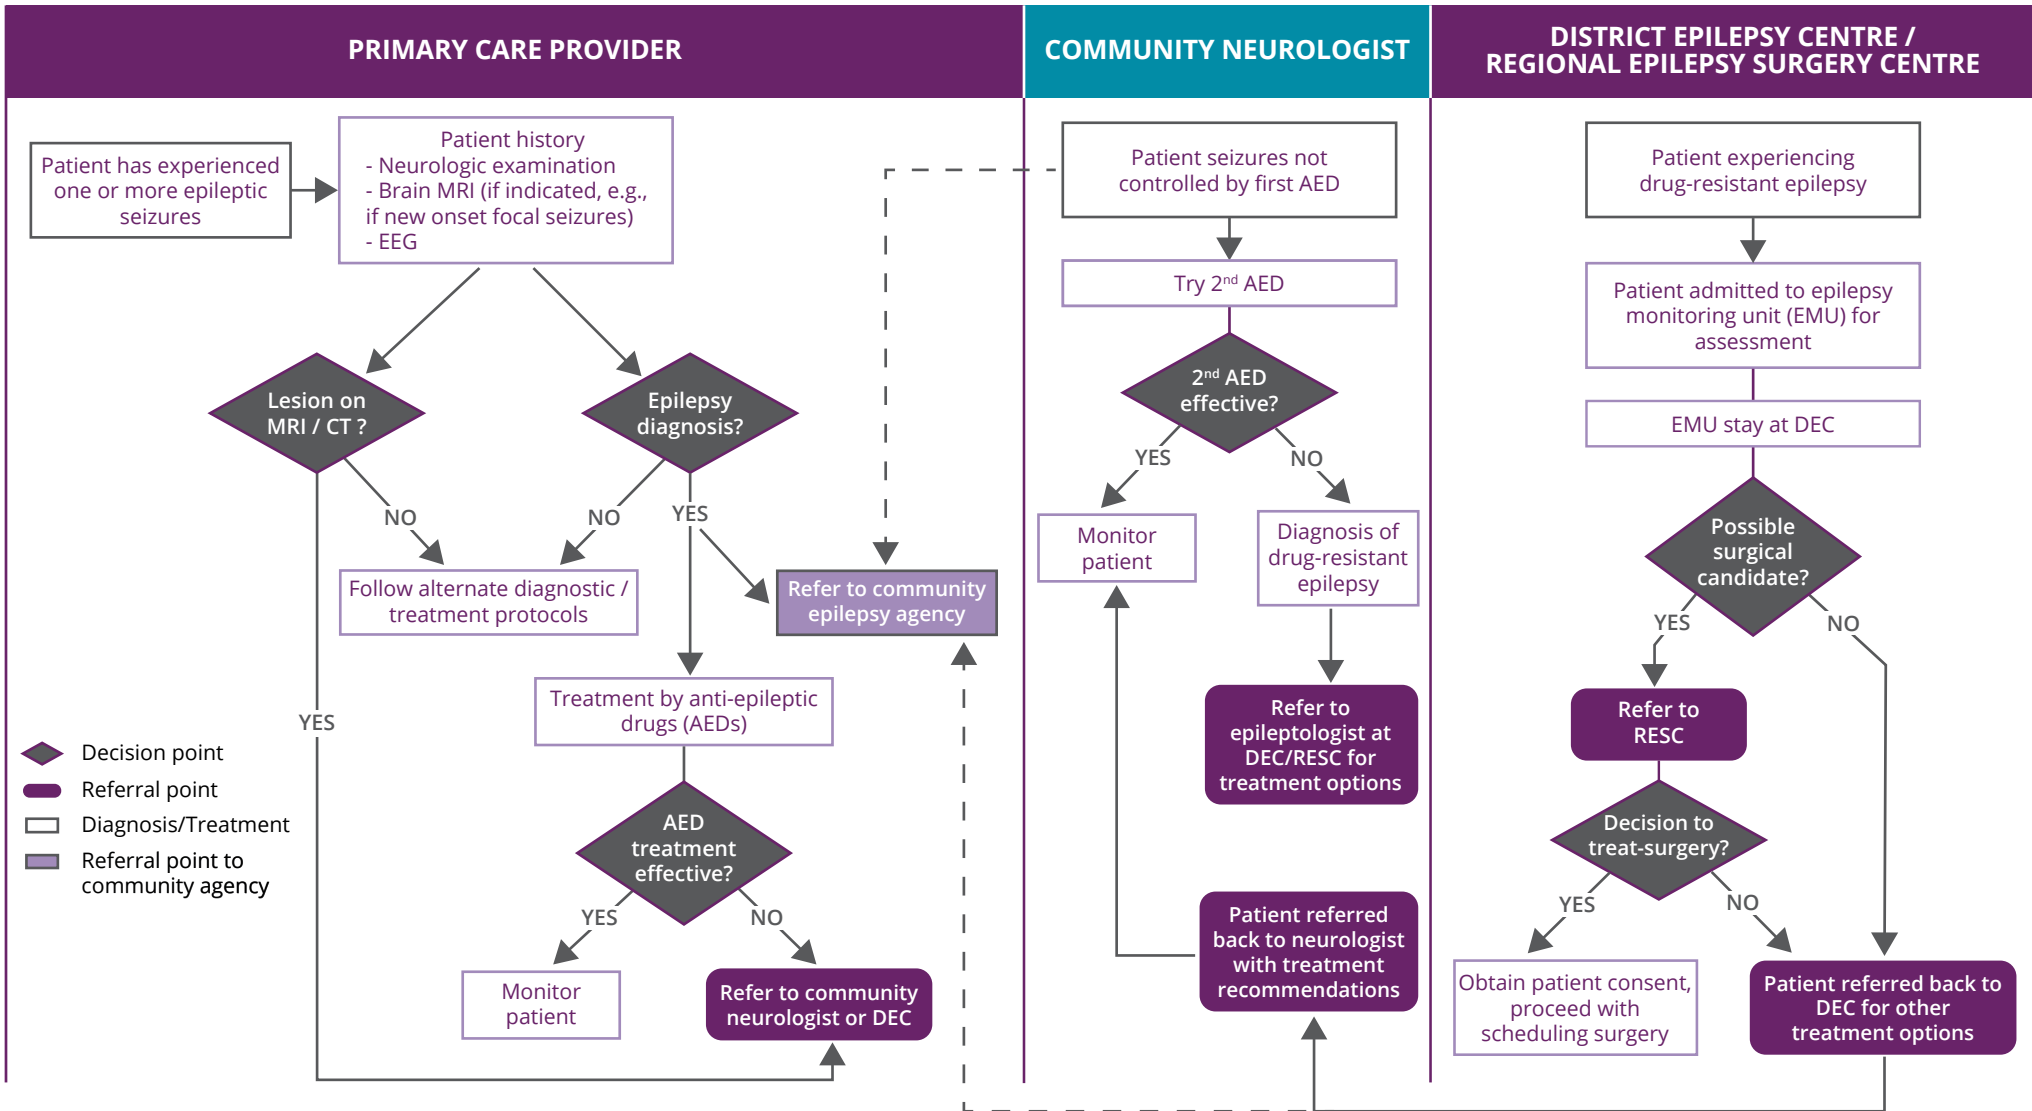 PRIMARY CARE PROVIDER
Patient has experienced
one or more epileptic
seizures
Patient history
- Neurologic examination
- Brain MRI (if indicated, e.g.,
if new onset focal seizures)
- EEG
Lesion on
MRI / CT ?
Epilepsy
diagnosis?
NO
NO
YES
Follow alternate diagnostic /
treatment protocols
Refer to community
epilepsy agency
YES
Treatment by anti-epileptic
drugs (AEDs)
AED
treatment
effective?
YES
NO
Monitor
patient
Refer to community
neurologist or DEC
Decision point
Referral point
Diagnosis/Treatment
Referral point to
community agency
COMMUNITY NEUROLOGIST
Patient seizures not
controlled by first AED
Try 2nd AED
2nd AED
effective?
YES
NO
Monitor
patient
Diagnosis of
drug-resistant
epilepsy
Refer to
epileptologist at
DEC/RESC for
treatment options
Patient referred
back to neurologist
with treatment
recommendations
DISTRICT EPILEPSY CENTRE /
REGIONAL EPILEPSY SURGERY CENTRE
Patient experiencing
drug-resistant epilepsy
Patient admitted to epilepsy
monitoring unit (EMU) for
assessment
EMU stay at DEC
Possible
surgical
candidate?
YES
NO
Refer to
RESC
Decision to
treat-surgery?
YES
NO
Obtain patient consent,
proceed with
scheduling surgery
Patient referred back to
DEC for other
treatment options